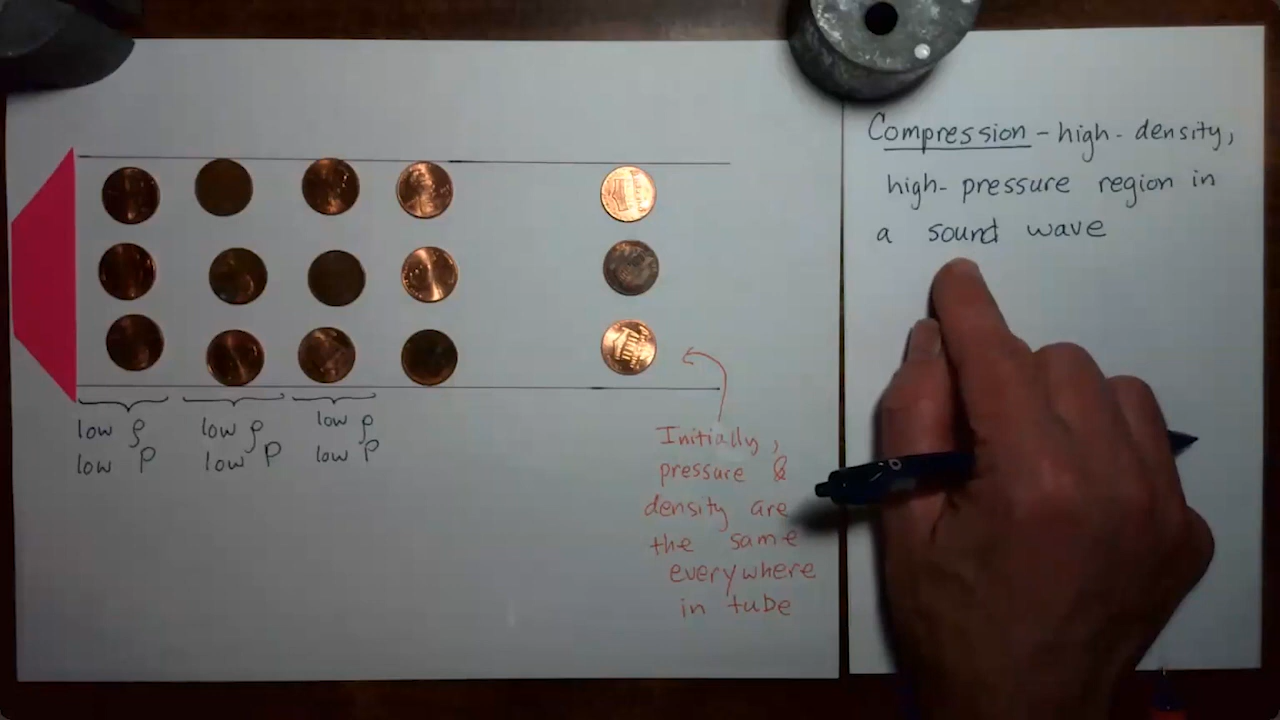 Compression - high-density,
high-pressure region in
a sound wave
low ρ
low P
low ρ
low P
low ρ
low P
Initially,
pressure &
density are
the same
everywhere
in tube